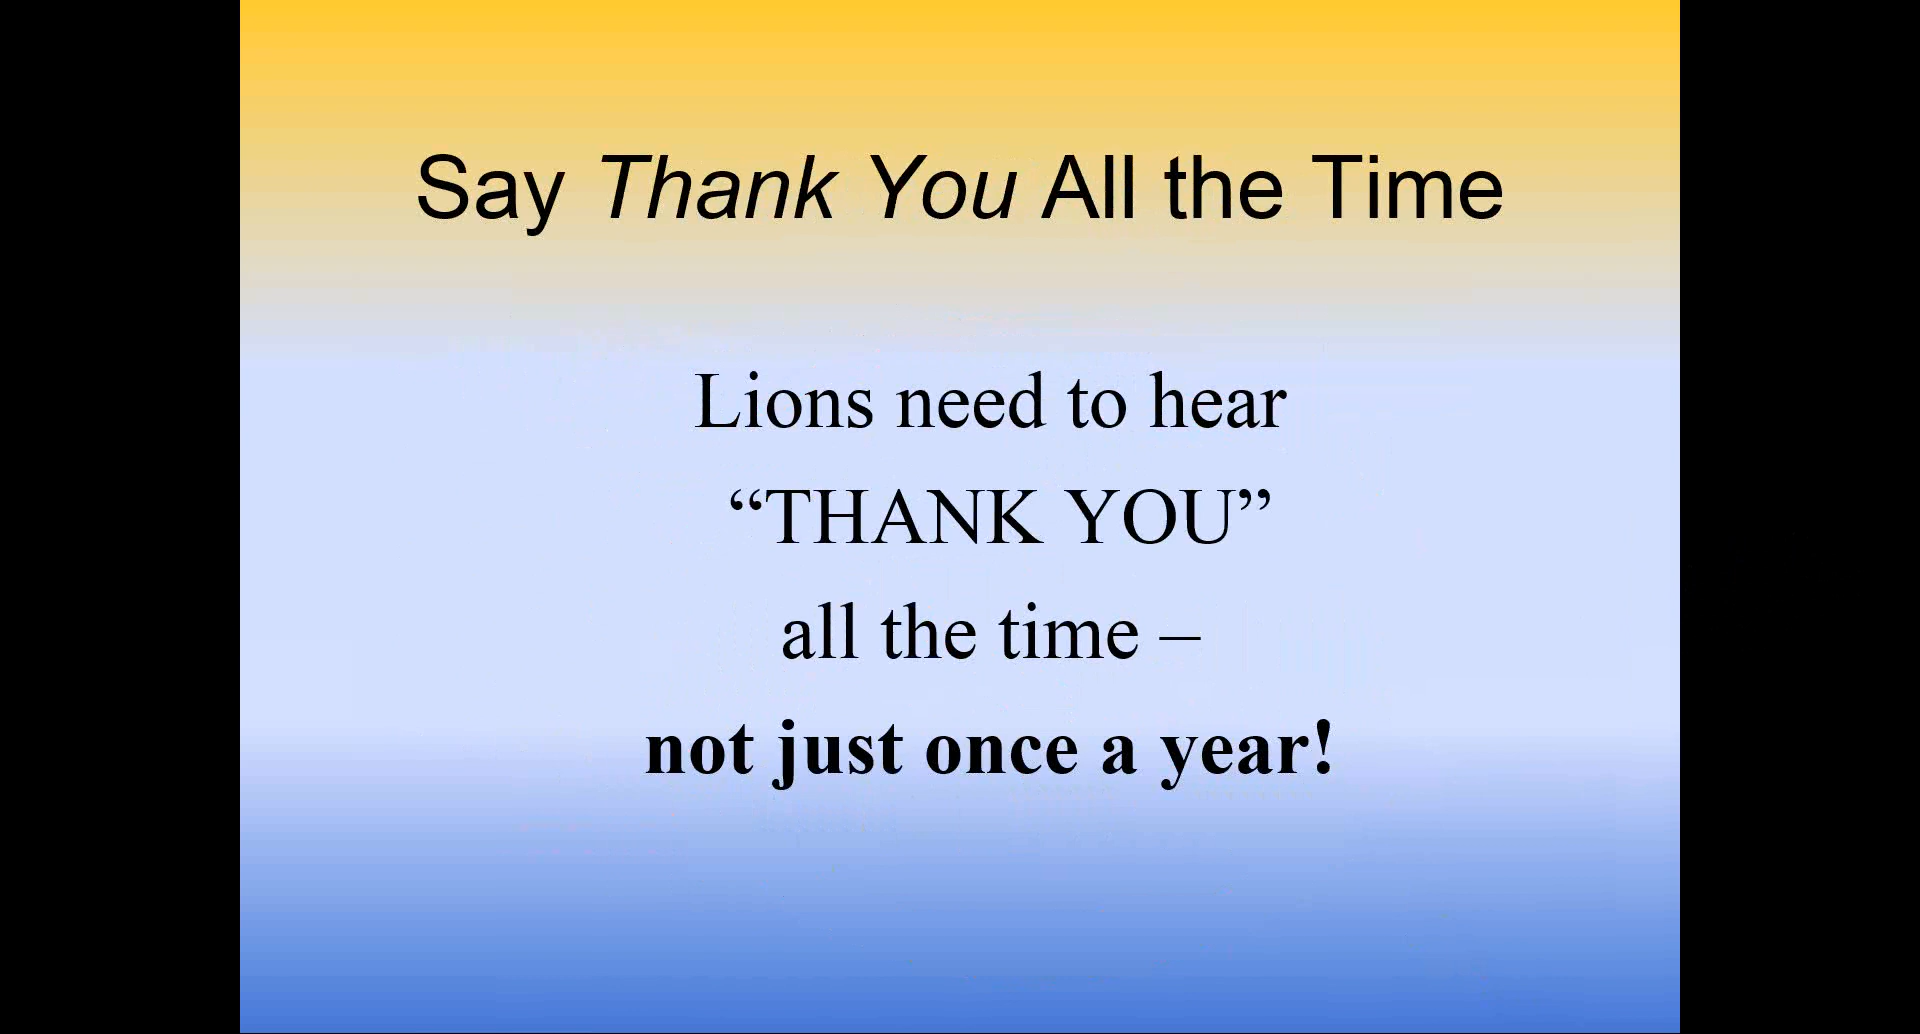 Say Thank You All the Time
Lions need to hear
“THANK YOU”
all the time –
not just once a year!